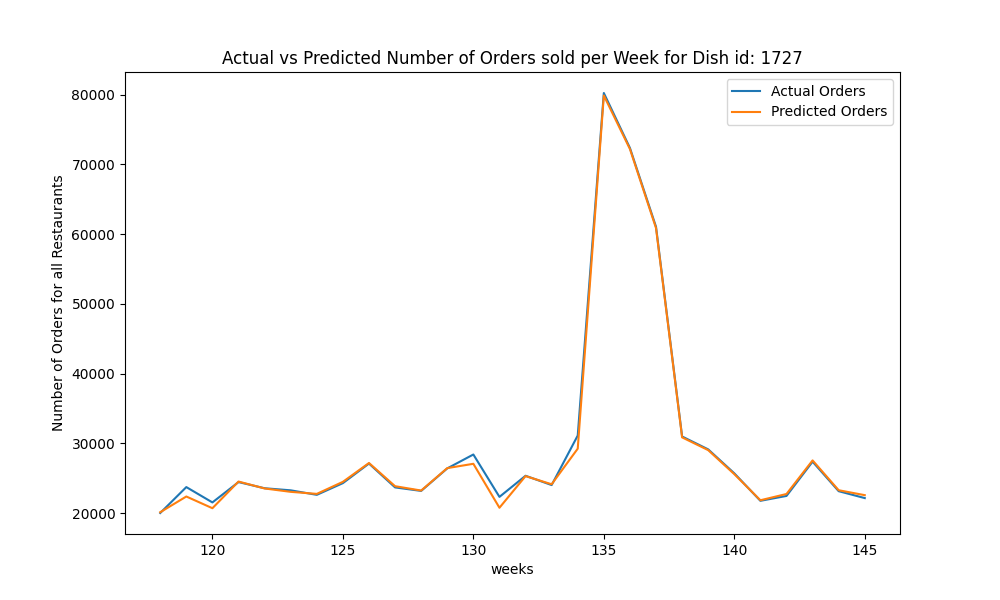 Actual vs Predicted Number of Orders sold per Week for Dish id: 1727
Actual Orders
Predicted Orders
Number of Orders for all Restaurants
80000
70000
60000
50000
40000
30000
20000
120
125
130
135
140
145
weeks